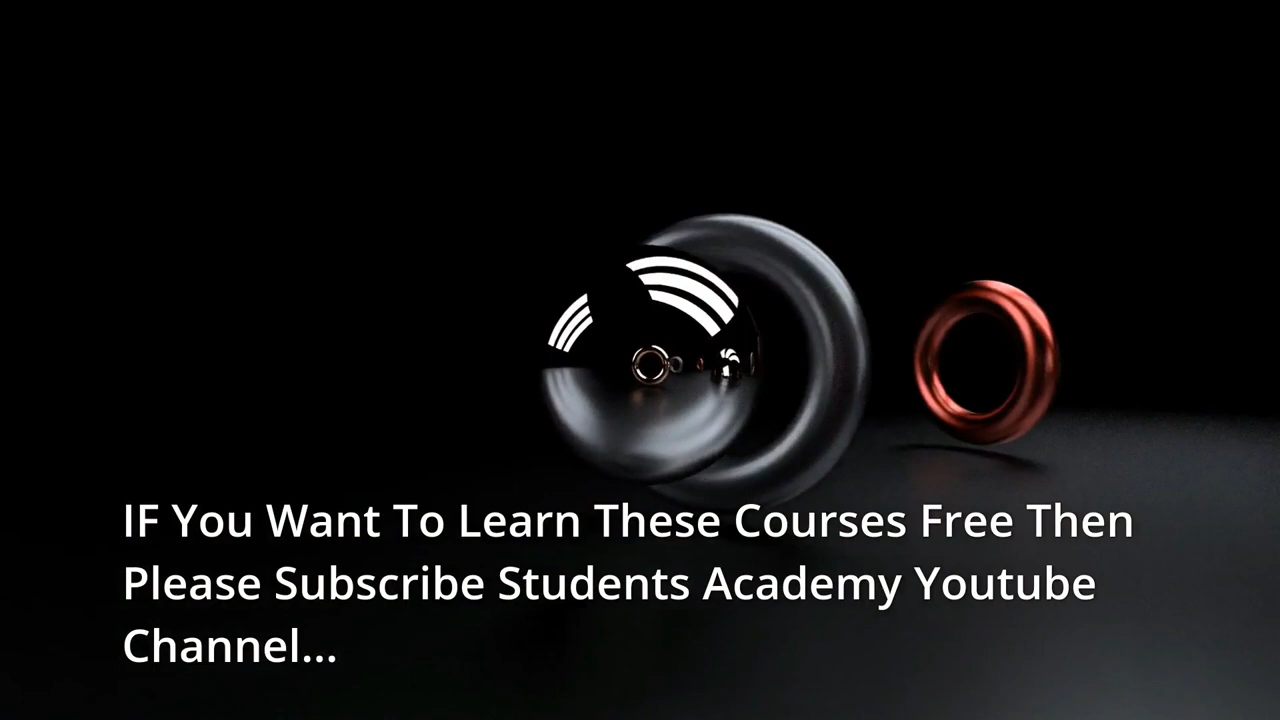 IF You Want To Learn These Courses Free Then
Please Subscribe Students Academy Youtube
Channel...